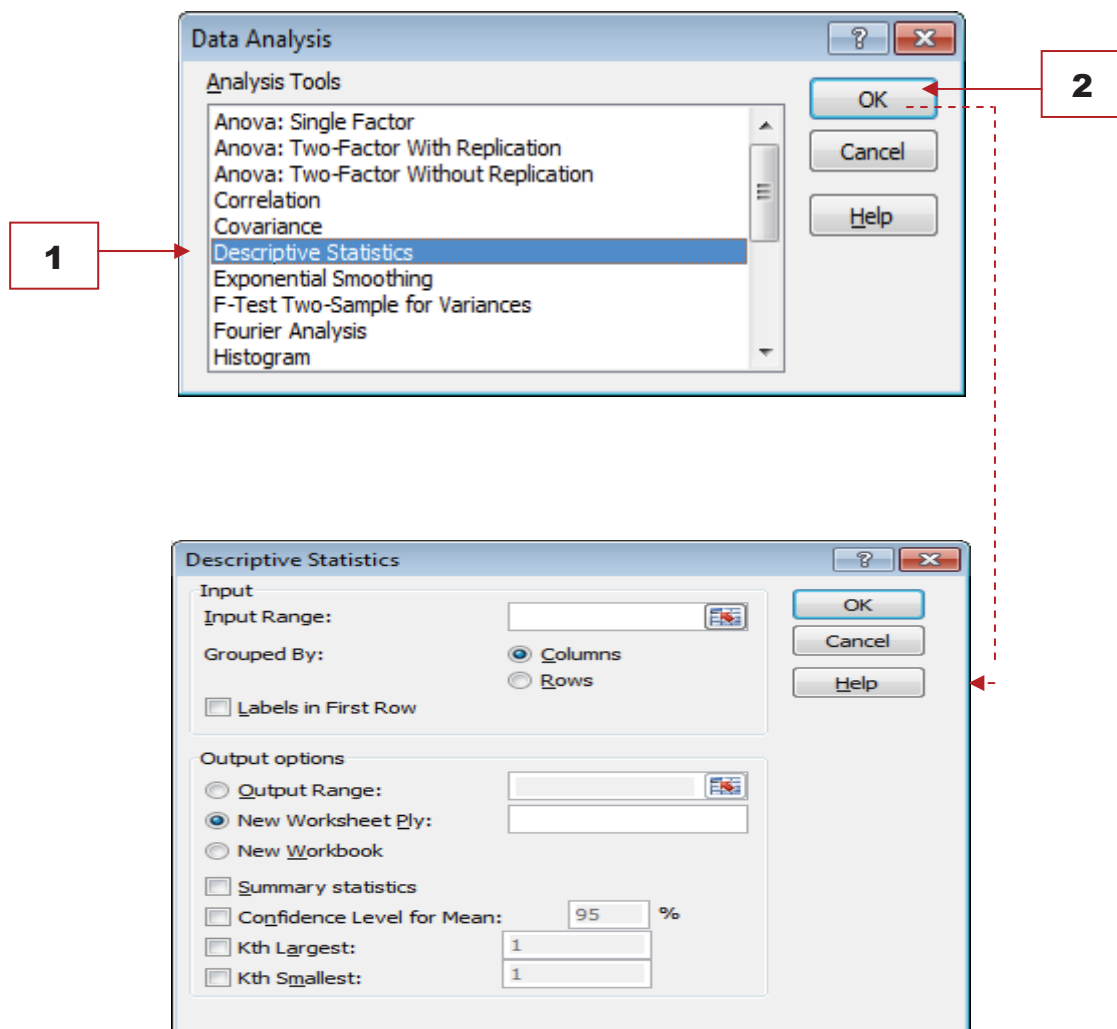 Data Analysis
Analysis Tools
Anova: Single Factor
Anova: Two-Factor With Replication
Anova: Two-Factor Without Replication
Correlation
Covariance
Descriptive Statistics
Exponential Smoothing
F-Test Two-Sample for Variances
Fourier Analysis
Histogram
?
OK
Cancel
Help
1
2
Descriptive Statistics
?
Input
Input Range:
Grouped By:
Columns
Rows
Labels in First Row
OK
Cancel
Help
Output options
Output Range:
New Worksheet Ply:
New Workbook
Summary statistics
Confidence Level for Mean: 95 %
Kth Largest: 1
Kth Smallest: 1